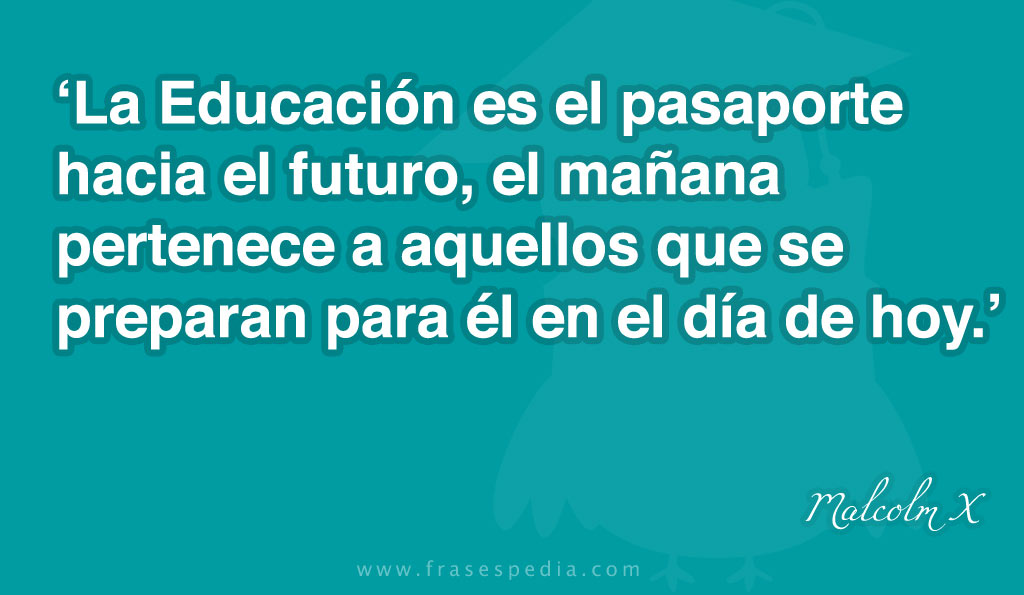 ‘La Educación es el pasaporte
hacia el futuro, el mañana
pertenece a aquellos que se
preparan para él en el día de hoy.’
Malcolm X
www.frasespedia.com